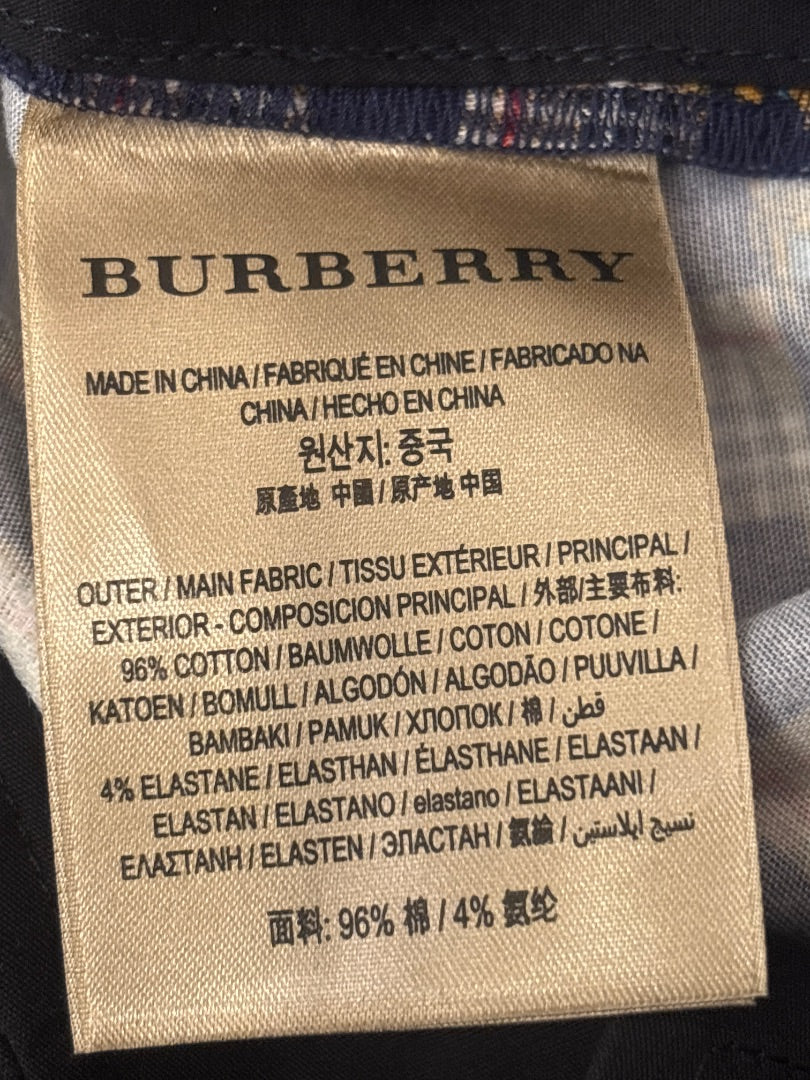 BURBERRY
MADE IN CHINA / FABRIQUÉ EN CHINE / FABRICADO NA
CHINA / HECHO EN CHINA
원산지: 중국
原產地 中國 / 原产地 中国
OUTER / MAIN FABRIC / TISSU EXTÉRIEUR / PRINCIPAL /
EXTERIOR - COMPOSICION PRINCIPAL / 外部/主要布料:
96% COTTON / BAUMWOLLE / COTON / COTONE /
KATOEN / BOMULL / ALGODÓN / ALGODÃO / PUUVILLA /
BAMBAKI / PAMUK / ХЛОПОК / 棉 / قطن
4% ELASTANE / ELASTHAN / ÉLASTHANE / ELASTAAN /
ELASTAN / ELASTANO / elastano / ELASTAANI /
ΕΛΑΣΤΑΝΗ / ELASTEN / ЭЛАСТАН / 氨綸 / نسيج ايلاستين
面料: 96% 棉 / 4% 氨纶